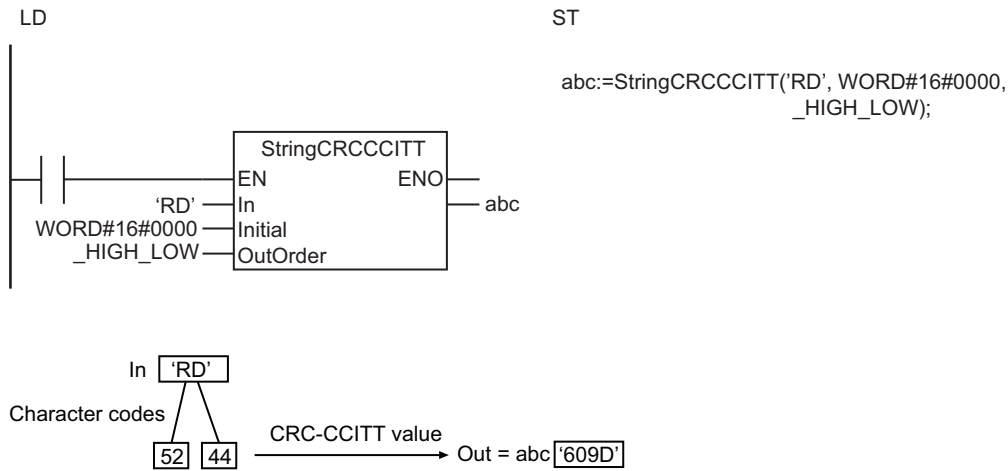 LD
ST
abc:=StringCRCCCITT('RD', WORD#16#0000,
_HIGH_LOW);
StringCRCCCITT
EN ENO
‘RD’ In abc
WORD#16#0000 Initial
_HIGH_LOW OutOrder
In ‘RD’
Character codes
52 44 CRC-CCITT value Out = abc ‘609D’